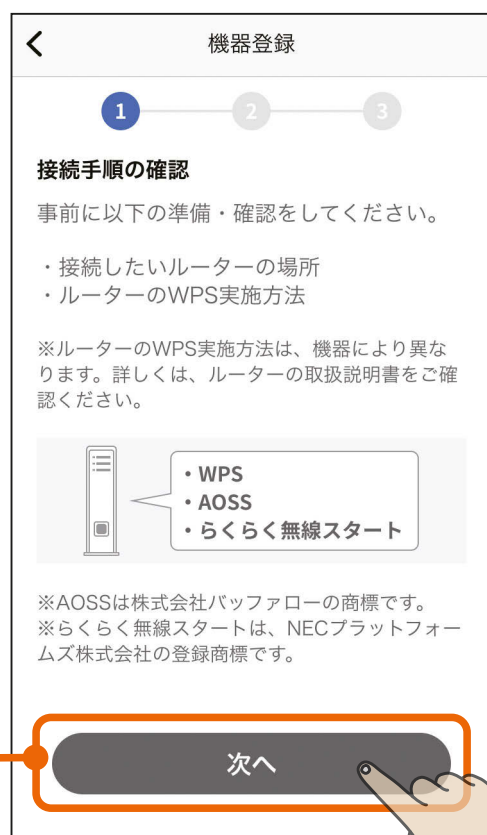 機器登録
1 2 3
接続手順の確認
事前に以下の準備・確認をしてください。
・接続したいルーターの場所
・ルーターのWPS実施方法
※ルーターのWPS実施方法は、機器により異な
ります。詳しくは、ルーターの取扱説明書をご確
認ください。
・WPS
・AOSS
・らくらく無線スタート
※AOSSは株式会社バッファローの商標です。
※らくらく無線スタートは、NECプラットフォー
ムズ株式会社の登録商標です。
次へ